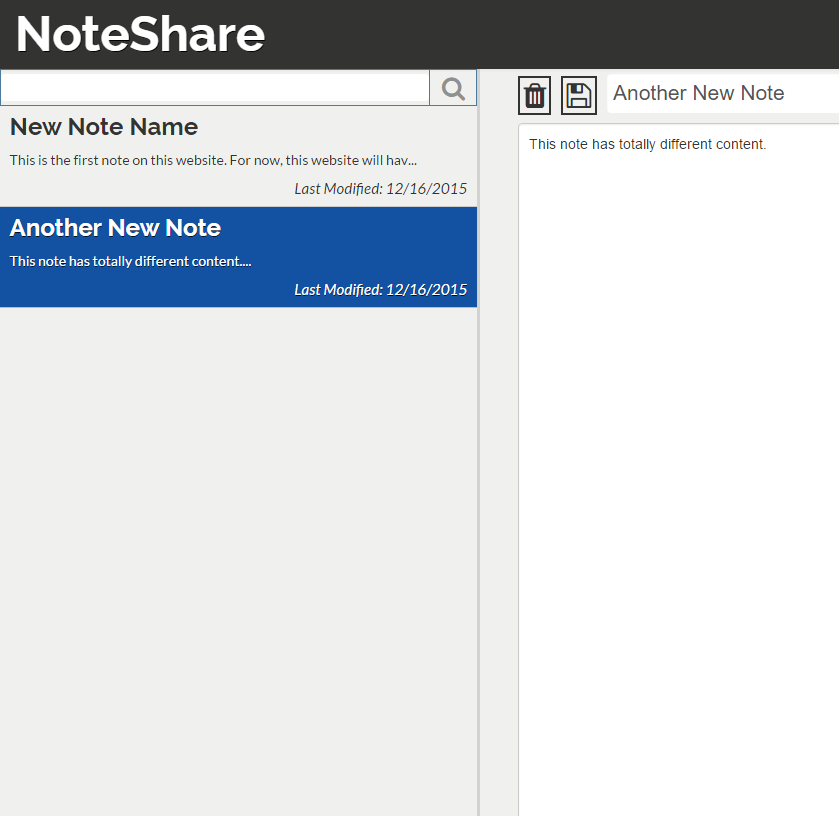 NoteShare
New Note Name
This is the first note on this website. For now, this website will hav...
Last Modified: 12/16/2015
Another New Note
This note has totally different content....
Last Modified: 12/16/2015
Another New Note
This note has totally different content.